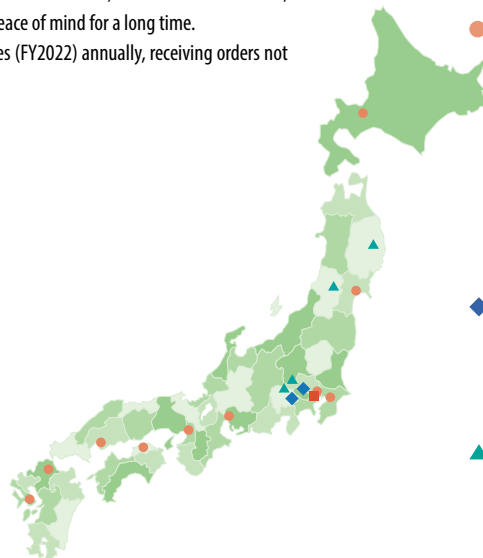 eace of mind for a long time.
es (FY2022) annually, receiving orders not